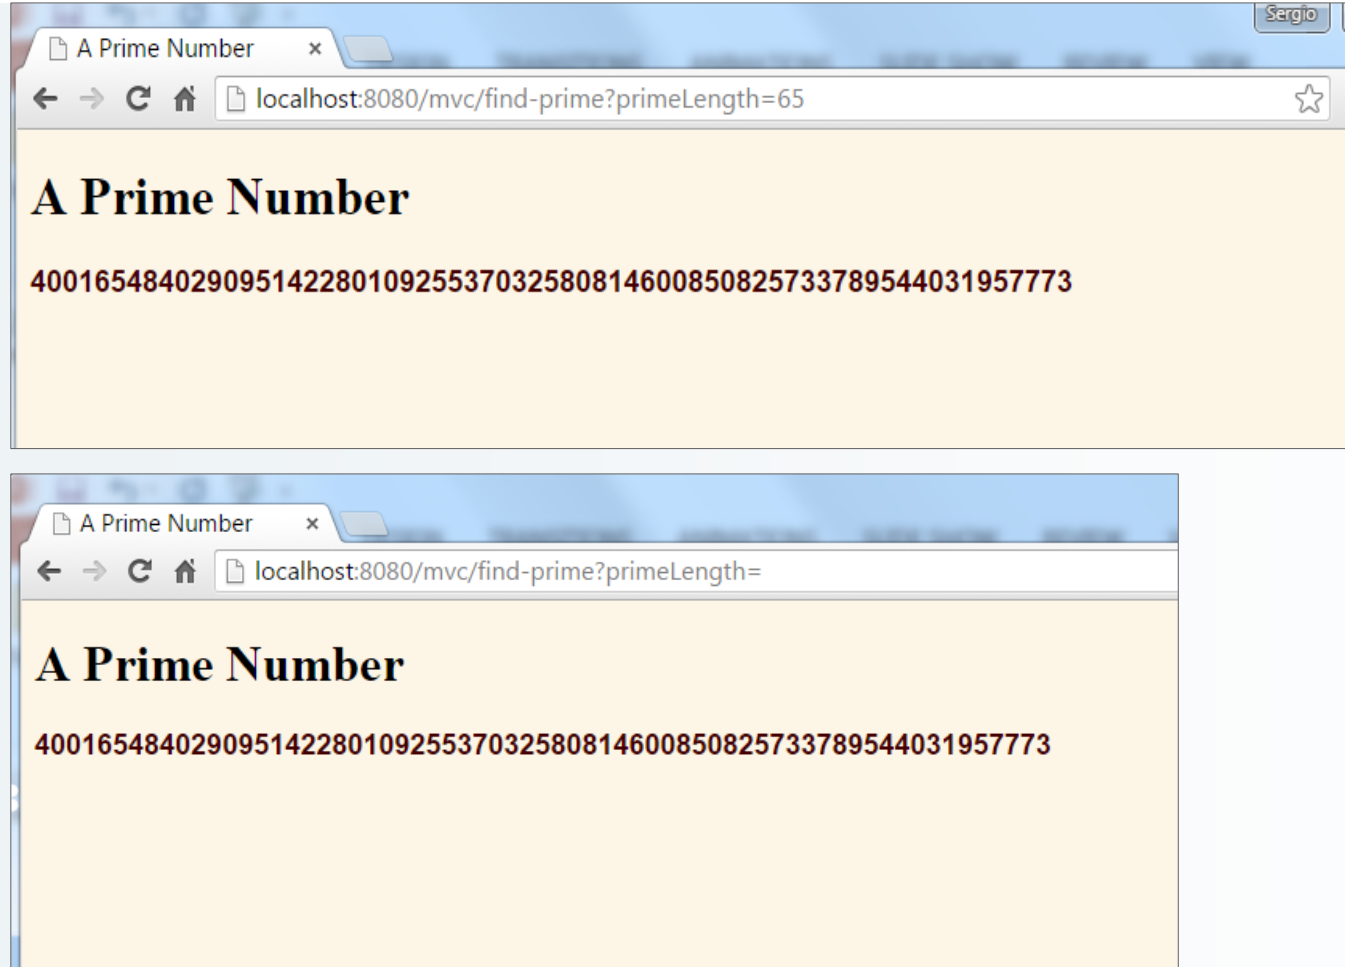 Sergio
A Prime Number
localhost:8080/mvc/find-prime?primeLength=65
A Prime Number
40016548402909514228010925537032580814600850825733789544031957773
A Prime Number
localhost:8080/mvc/find-prime?primeLength=
A Prime Number
40016548402909514228010925537032580814600850825733789544031957773